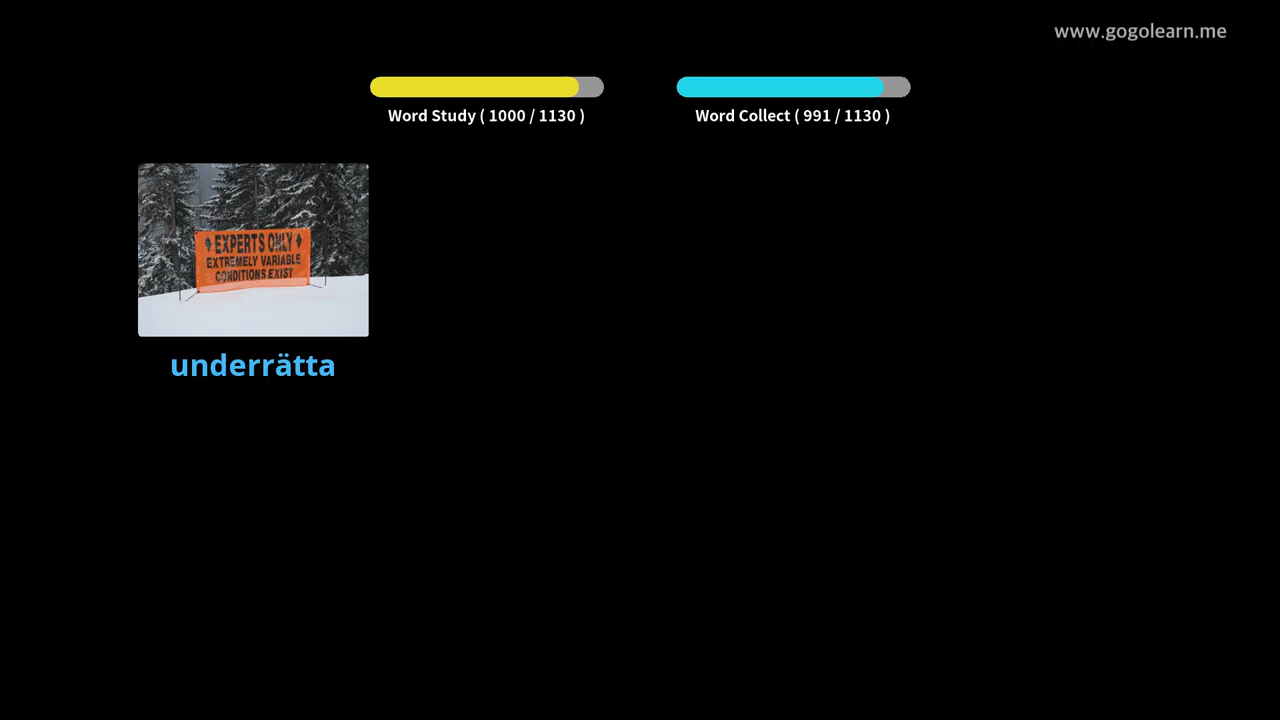 www.gogolearn.me
Word Study ( 1000 / 1130 )
Word Collect ( 991 / 1130 )
EXPERTS ONLY
EXTREMELY VARIABLE
CONDITIONS EXIST
underrätta